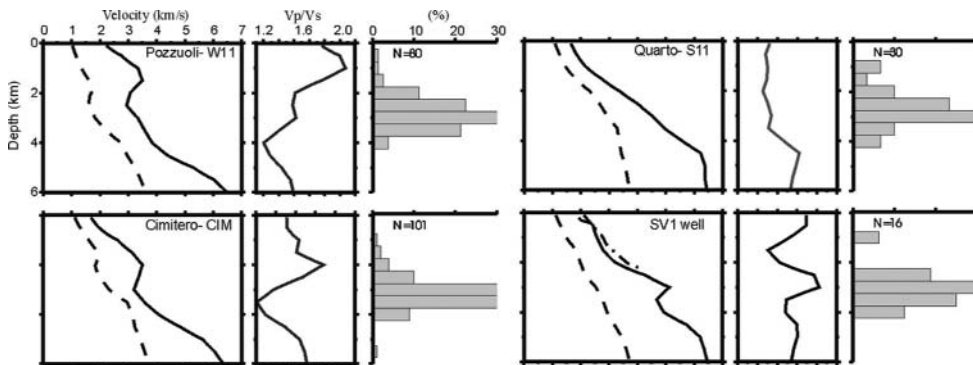 Velocity (km/s)
Vp/Vs
(%)
0 1 2 3 4 5 6 7
1.2 1.6 2.0
0 10 20 30
0
2
4
6
Depth (km)
Pozzuoli- W11
N=80
Quarto- S11
N=30
Cimitero- CIM
N=101
SV1 well
N=16